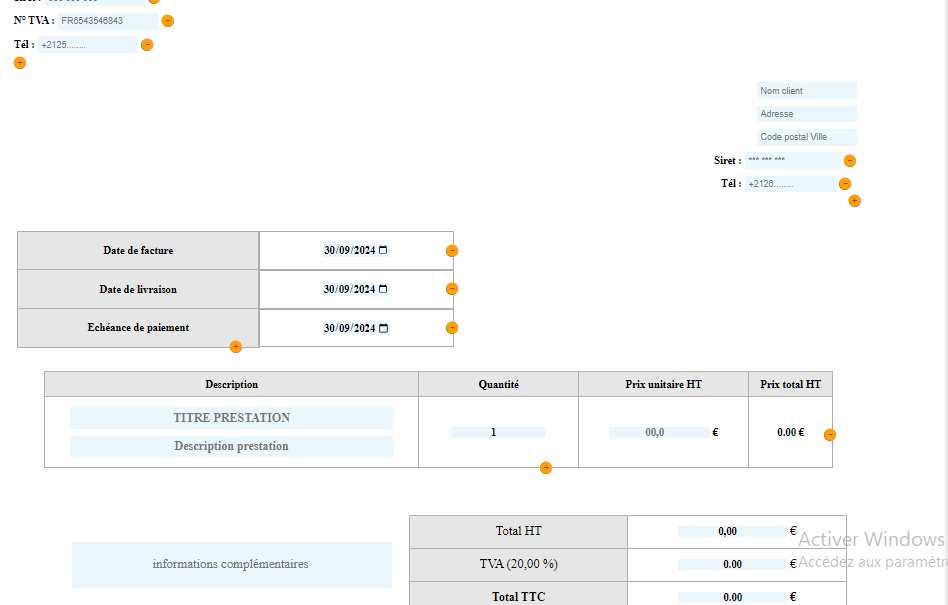 N° TVA : FR6543546843
Tél : +2125........
Nom client
Adresse
Code postal Ville
Siret : *** *** ***
Tél : +2126........
Date de facture 30/09/2024
Date de livraison 30/09/2024
Echéance de paiement 30/09/2024
Description Quantité Prix unitaire HT Prix total HT
TITRE PRESTATION
Description prestation
1 00,0 € 0.00 €
Total HT 0,00 €
informations complémentaires
TVA (20,00 %) 0.00 €
Total TTC 0.00 €
Activer Windows
Accédez aux paramètre